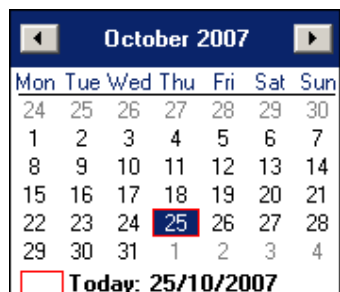 October 2007
Mon Tue Wed Thu Fri Sat Sun
24 25 26 27 28 29 30
1 2 3 4 5 6 7
8 9 10 11 12 13 14
15 16 17 18 19 20 21
22 23 24 25 26 27 28
29 30 31 1 2 3 4
Today: 25/10/2007